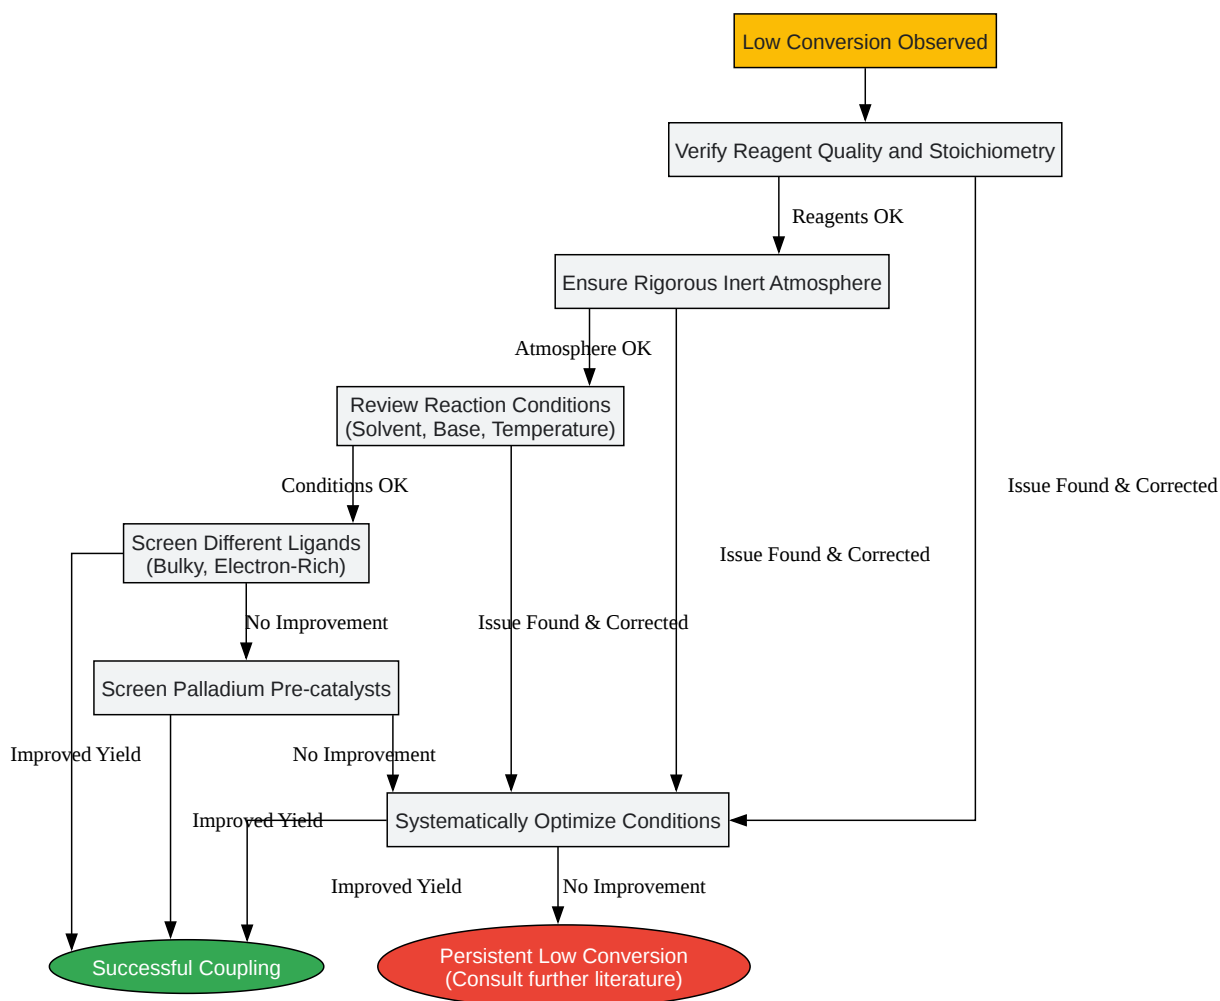 Low Conversion Observed
Verify Reagent Quality and Stoichiometry
Reagents OK
Ensure Rigorous Inert Atmosphere
Atmosphere OK
Review Reaction Conditions
(Solvent, Base, Temperature)
Conditions OK
Issue Found & Corrected
Screen Different Ligands
(Bulky, Electron-Rich)
Issue Found & Corrected
No Improvement
Issue Found & Corrected
Screen Palladium Pre-catalysts
Improved Yield
No Improvement
Improved Yield
Systematically Optimize Conditions
Improved Yield
No Improvement
Successful Coupling
Persistent Low Conversion
(Consult further literature)